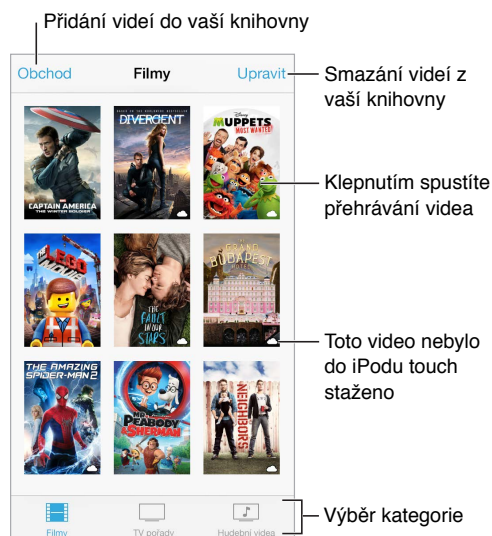 Přidání videí do vaší knihovny
Obchod
Filmy
Upravit
Smazání videí z
vaší knihovny
CAPTAIN AMERICA
THE WINTER SOLDIER
DIVERGENT
Disney
MUPPETS
MOST WANTED
Klepnutím spustíte
přehrávání videa
THE LEGO
MOVIE
THE
FAULT
IN OUR
STARS
THE
GRAND
BUDAPEST
HOTEL
Toto video nebylo
do iPodu touch
staženo
THE AMAZING
SPIDER-MAN 2
MR.
PEABODY
& SHERMAN
NEIGHBORS
Výběr kategorie
Filmy
TV pořady
Hudební videa